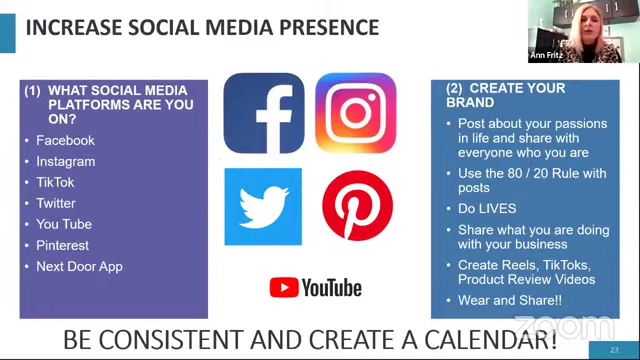 INCREASE SOCIAL MEDIA PRESENCE
Ann Fritz
(1) WHAT SOCIAL MEDIA
PLATFORMS ARE YOU
ON?
• Facebook
• Instagram
• TikTok
• Twitter
• You Tube
• Pinterest
• Next Door App
YouTube
(2) CREATE YOUR
BRAND
• Post about your passions
in life and share with
everyone who you are
• Use the 80 / 20 Rule with
posts
• Do LIVES
• Share what you are doing
with your business
• Create Reels, TikToks,
Product Review Videos
• Wear and Share!!
zoom
BE CONSISTENT AND CREATE A CALENDAR!
23